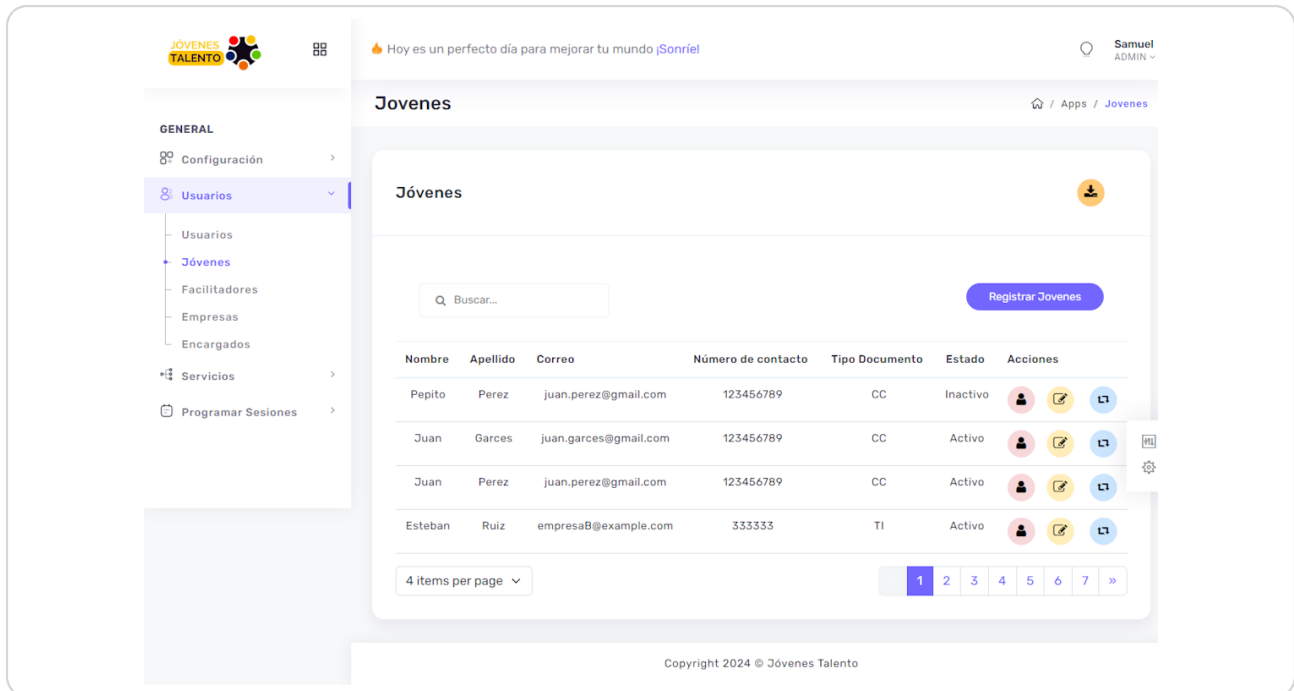 JÓVENES
TALENTO
Hoy es un perfecto día para mejorar tu mundo ¡Sonríe!
Samuel
ADMIN
Jovenes
/ Apps / Jovenes
GENERAL
Configuración
Usuarios
Usuarios
Jóvenes
Facilitadores
Empresas
Encargados
Servicios
Programar Sesiones
Jóvenes
Buscar...
Registrar Jovenes
Nombre Apellido Correo Número de contacto Tipo Documento Estado Acciones
Pepito Perez juan.perez@gmail.com 123456789 CC Inactivo
Juan Garces juan.garces@gmail.com 123456789 CC Activo
Juan Perez juan.perez@gmail.com 123456789 CC Activo
Esteban Ruiz empresaB@example.com 333333 TI Activo
4 items per page
1 2 3 4 5 6 7 »
Copyright 2024 © Jóvenes Talento